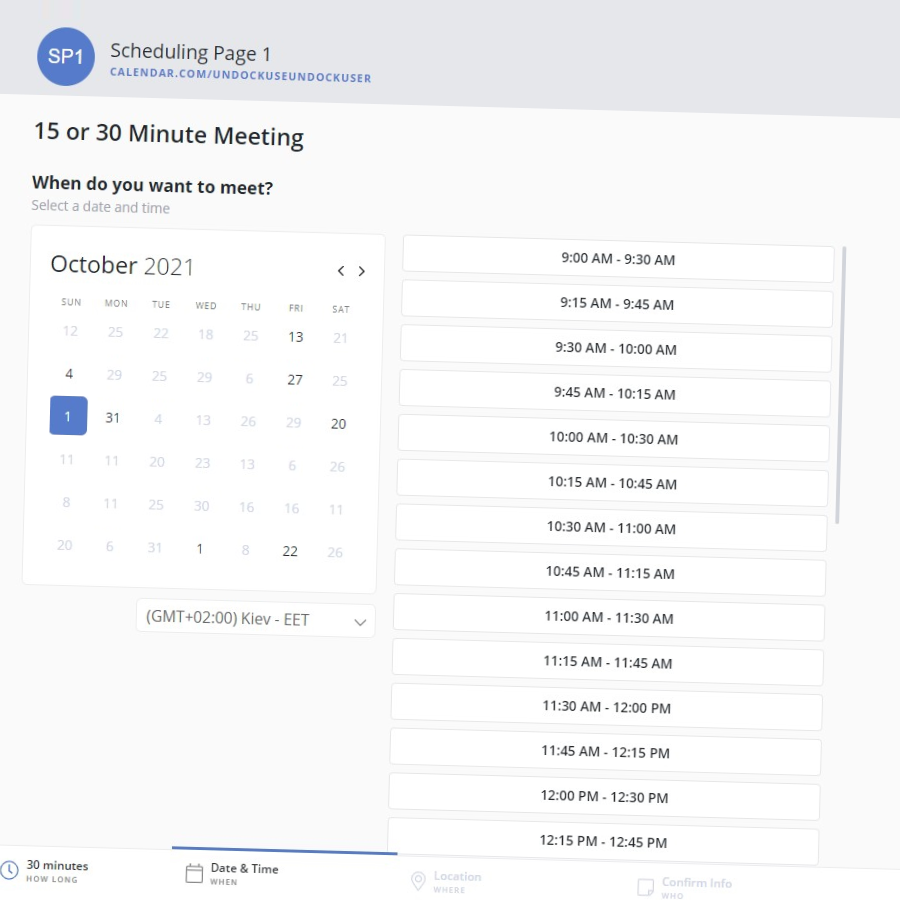 SP1
Scheduling Page 1
CALENDAR.COM/UNDOCKUSEUNDOCKUSER
15 or 30 Minute Meeting
When do you want to meet?
Select a date and time
October 2021
SUN MON TUE WED THU FRI SAT
12 25 22 18 25 13 21
4 29 25 29 6 27 25
1 31 4 13 26 29 20
11 11 20 23 13 6 26
8 11 25 30 16 16 11
20 6 31 1 8 22 26
(GMT+02:00) Kiev - EET
9:00 AM - 9:30 AM
9:15 AM - 9:45 AM
9:30 AM - 10:00 AM
9:45 AM - 10:15 AM
10:00 AM - 10:30 AM
10:15 AM - 10:45 AM
10:30 AM - 11:00 AM
10:45 AM - 11:15 AM
11:00 AM - 11:30 AM
11:15 AM - 11:45 AM
11:30 AM - 12:00 PM
11:45 AM - 12:15 PM
12:00 PM - 12:30 PM
12:15 PM - 12:45 PM
30 minutes
HOW LONG
Date & Time
WHEN
Location
WHERE
Confirm Info
WHO